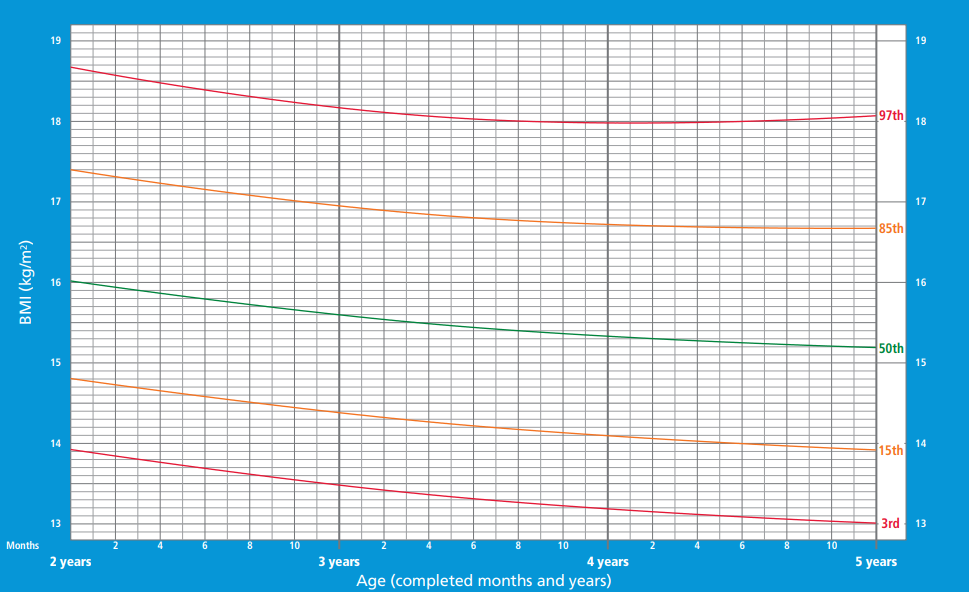 19 19
97th
18 18
17 17
85th
BMI (kg/m²)
16 16
50th
15 15
14 14
15th
13 3rd 13
Months 2 4 6 8 10 2 4 6 8 10 2 4 6 8 10
2 years 3 years 4 years 5 years
Age (completed months and years)